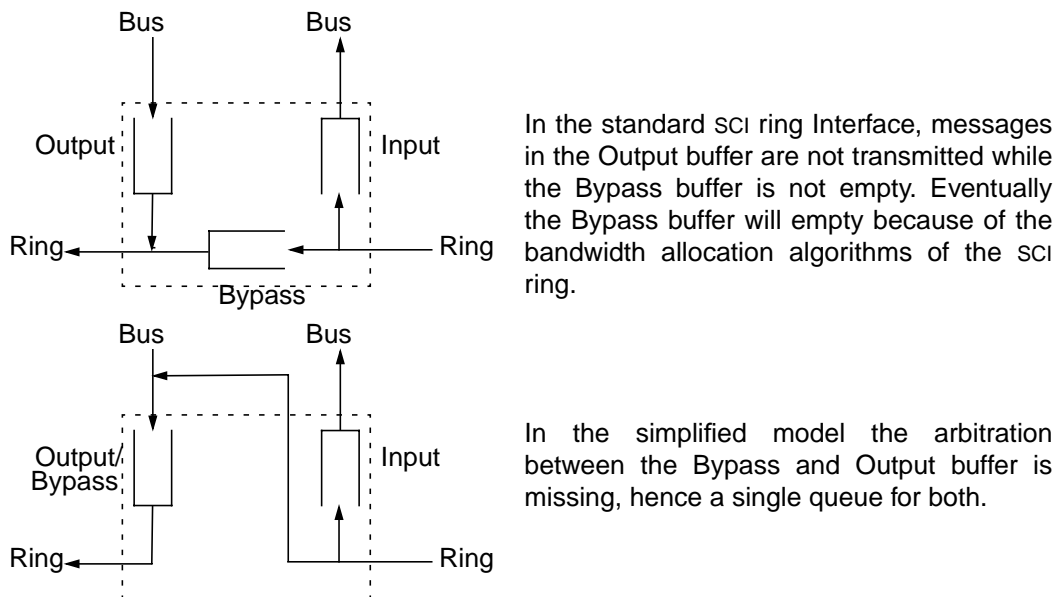 Bus Bus
Output Input
Ring Ring
Bypass
In the standard SCI ring Interface, messages
in the Output buffer are not transmitted while
the Bypass buffer is not empty. Eventually
the Bypass buffer will empty because of the
bandwidth allocation algorithms of the SCI
ring.
Bus Bus
Output/ Input
Bypass
Ring Ring
In the simplified model the arbitration
between the Bypass and Output buffer is
missing, hence a single queue for both.